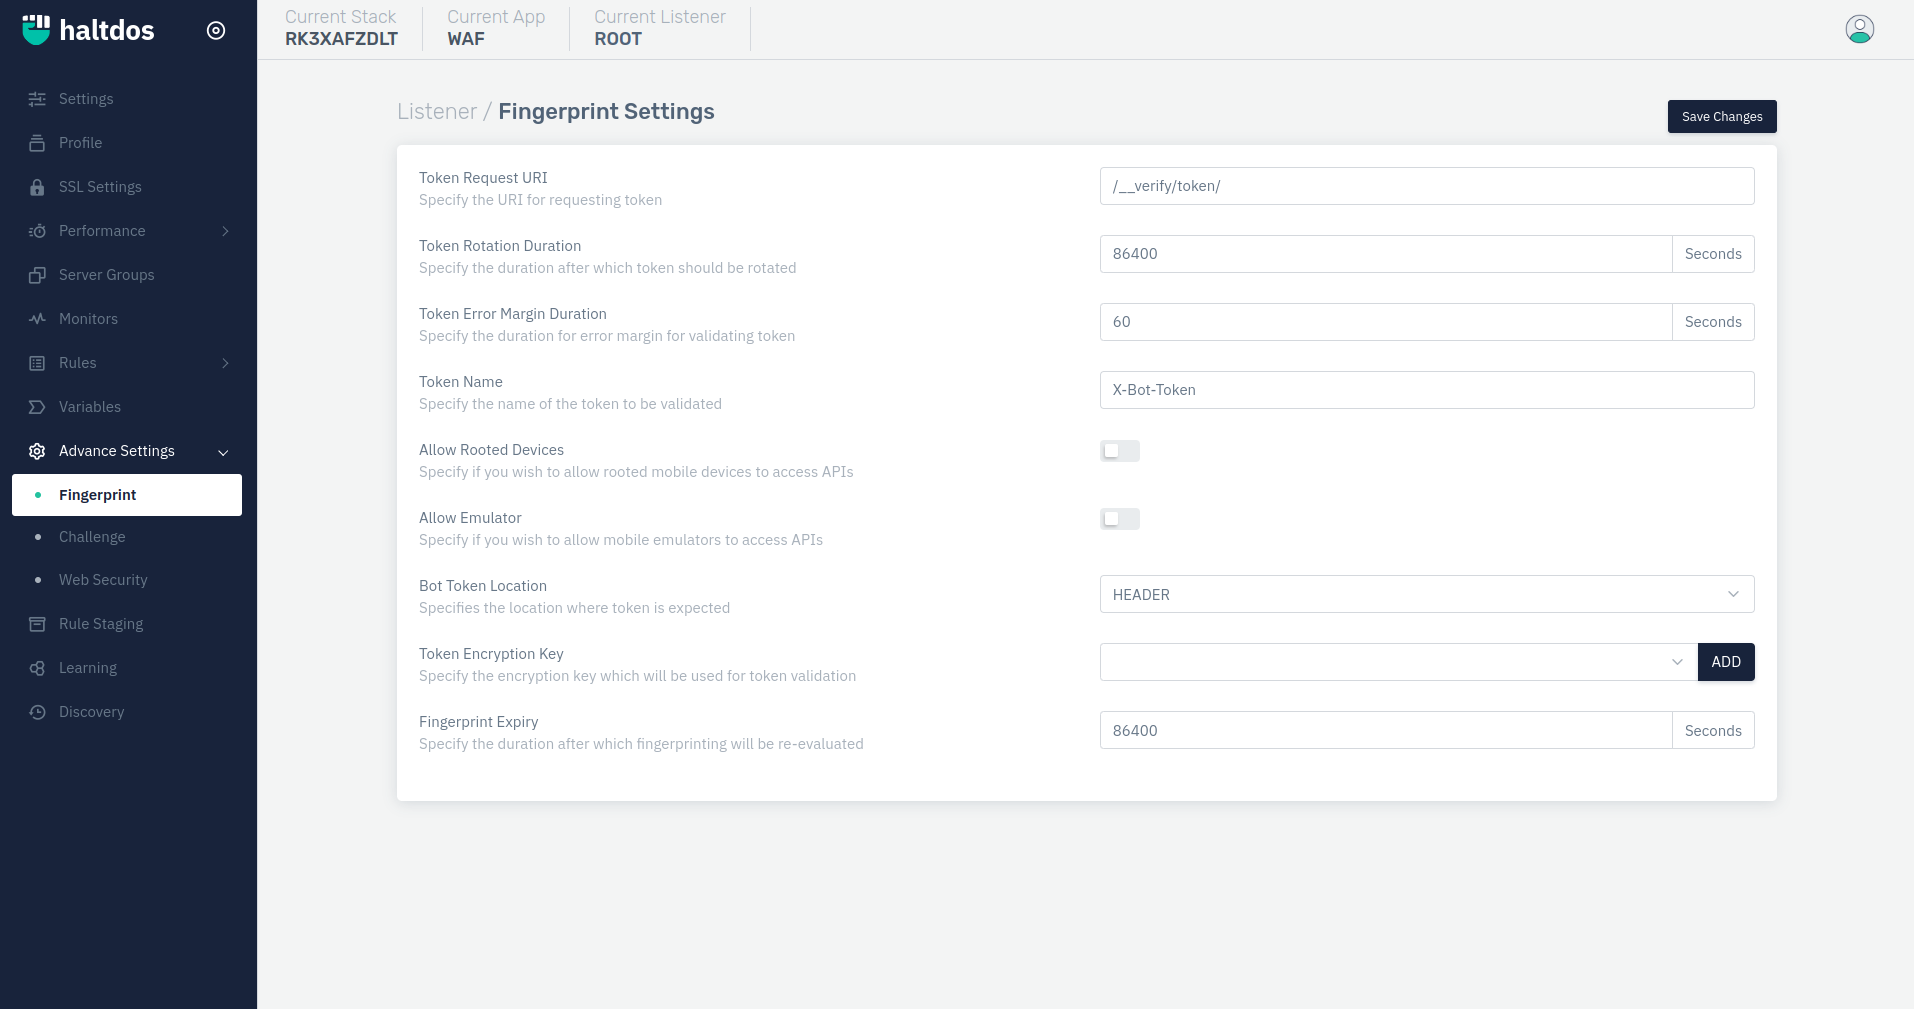 haltdos
Settings
Profile
SSL Settings
Performance
Server Groups
Monitors
Rules
Variables
Advance Settings
Fingerprint
Challenge
Web Security
Rule Staging
Learning
Discovery
Current Stack
RK3XAFZDLT
Current App
WAF
Current Listener
ROOT
Listener / Fingerprint Settings
Save Changes
Token Request URI
Specify the URI for requesting token
/__verify/token/
Token Rotation Duration
Specify the duration after which token should be rotated
86400 Seconds
Token Error Margin Duration
Specify the duration for error margin for validating token
60 Seconds
Token Name
Specify the name of the token to be validated
X-Bot-Token
Allow Rooted Devices
Specify if you wish to allow rooted mobile devices to access APIs
Allow Emulator
Specify if you wish to allow mobile emulators to access APIs
Bot Token Location
Specifies the location where token is expected
HEADER
Token Encryption Key
Specify the encryption key which will be used for token validation
ADD
Fingerprint Expiry
Specify the duration after which fingerprinting will be re-evaluated
86400 Seconds